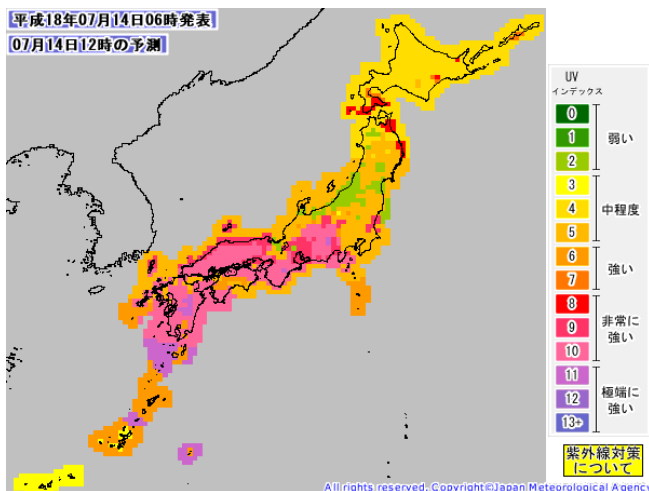 平成18年07月14日06時発表
07月14日12時の予測
UV
インデックス
0
1
2
弱い
3
4
5
中程度
6
7
強い
8
9
10
非常に
強い
11
12
13+
極端に
強い
紫外線対策
について
All rights reserved. Copyright©Japan Meteorological Agency